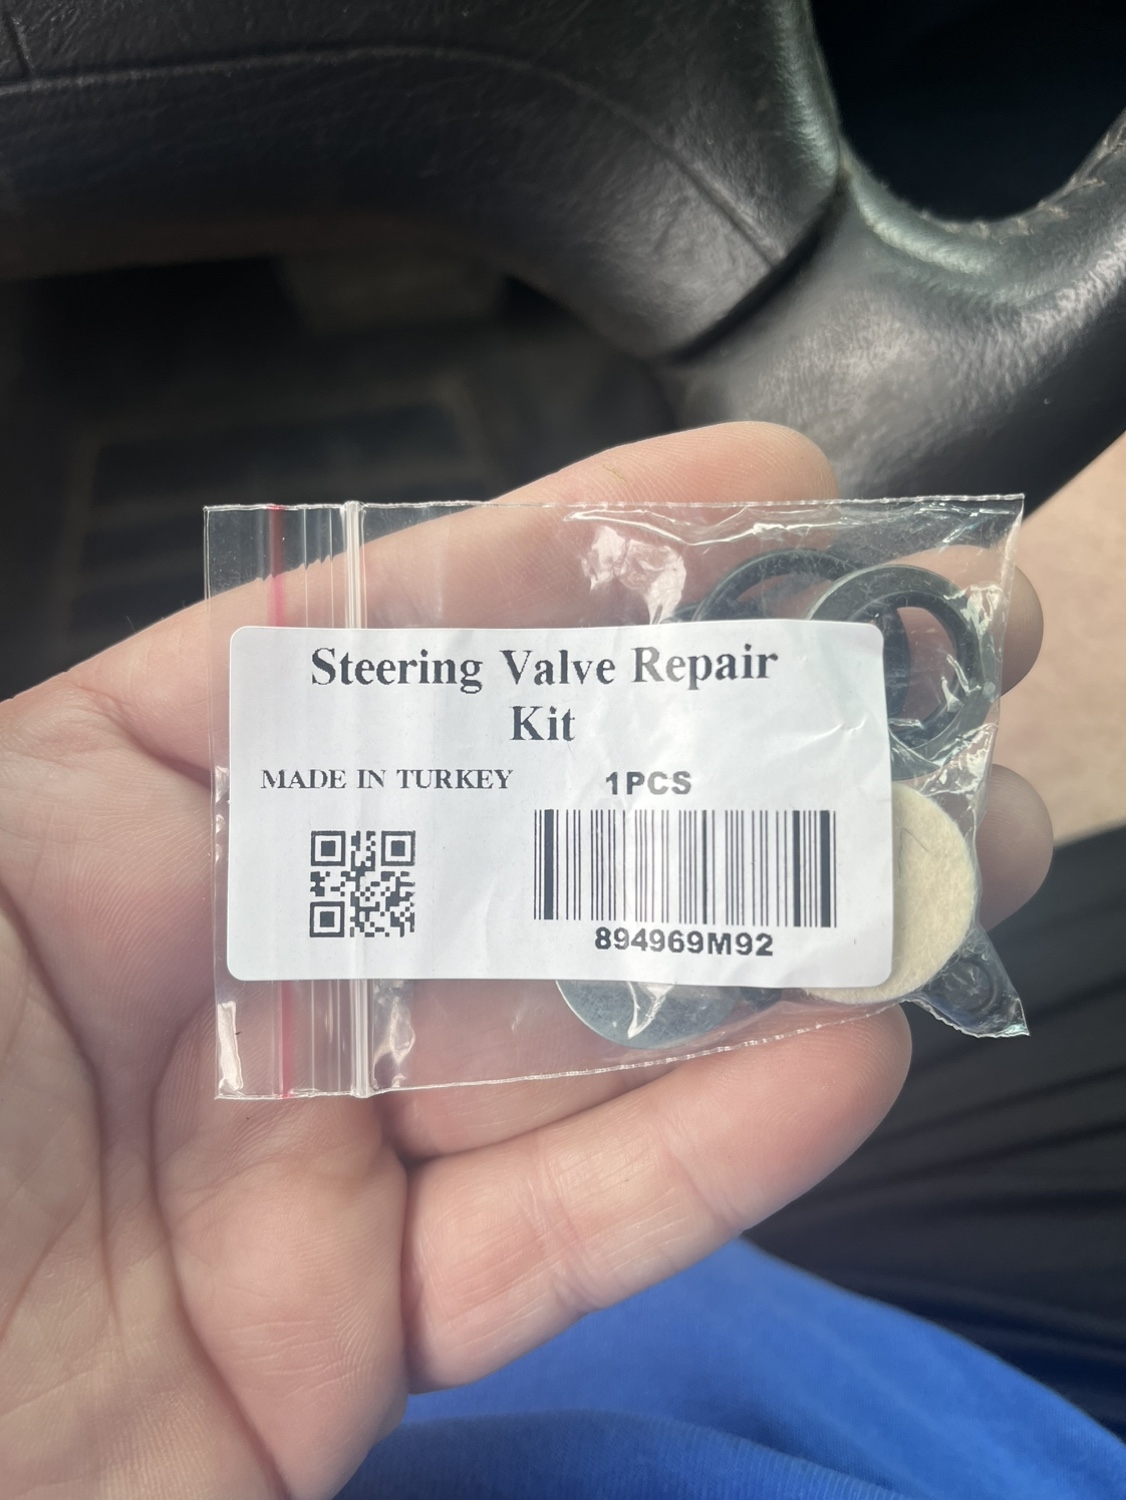 Steering Valve Repair
Kit
MADE IN TURKEY
1PCS
894969M92